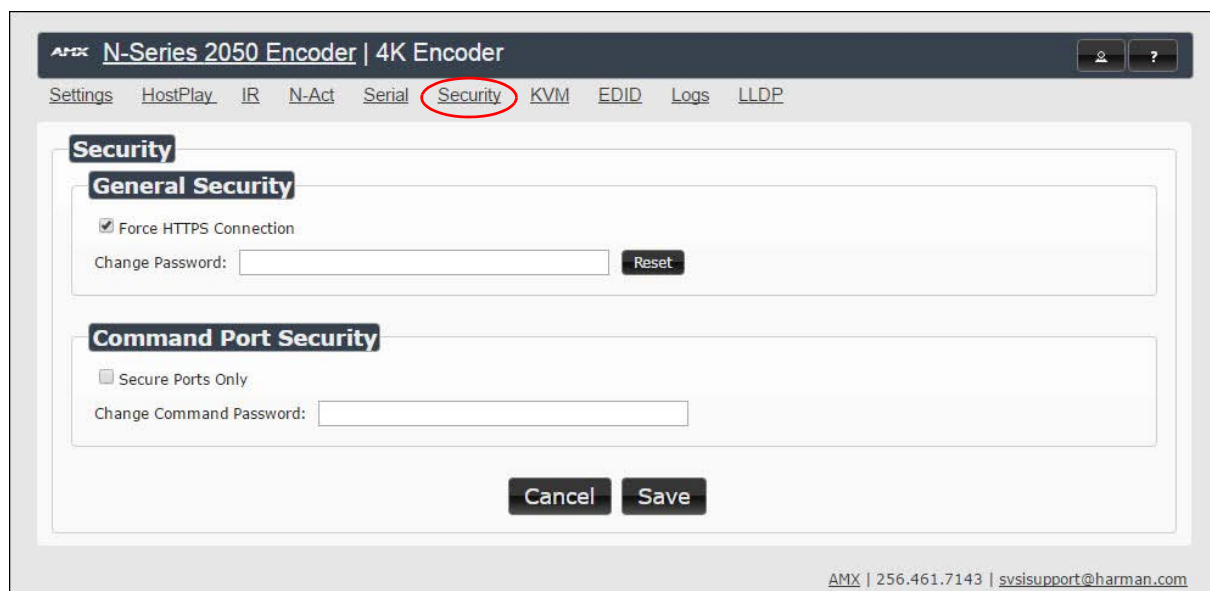 AMX N-Series 2050 Encoder | 4K Encoder ?
Settings HostPlay IR N-Act Serial Security KVM EDID Logs LLDP
Security
General Security
Force HTTPS Connection
Change Password: Reset
Command Port Security
Secure Ports Only
Change Command Password:
Cancel Save
AMX | 256.461.7143 | svsisupport@harman.com